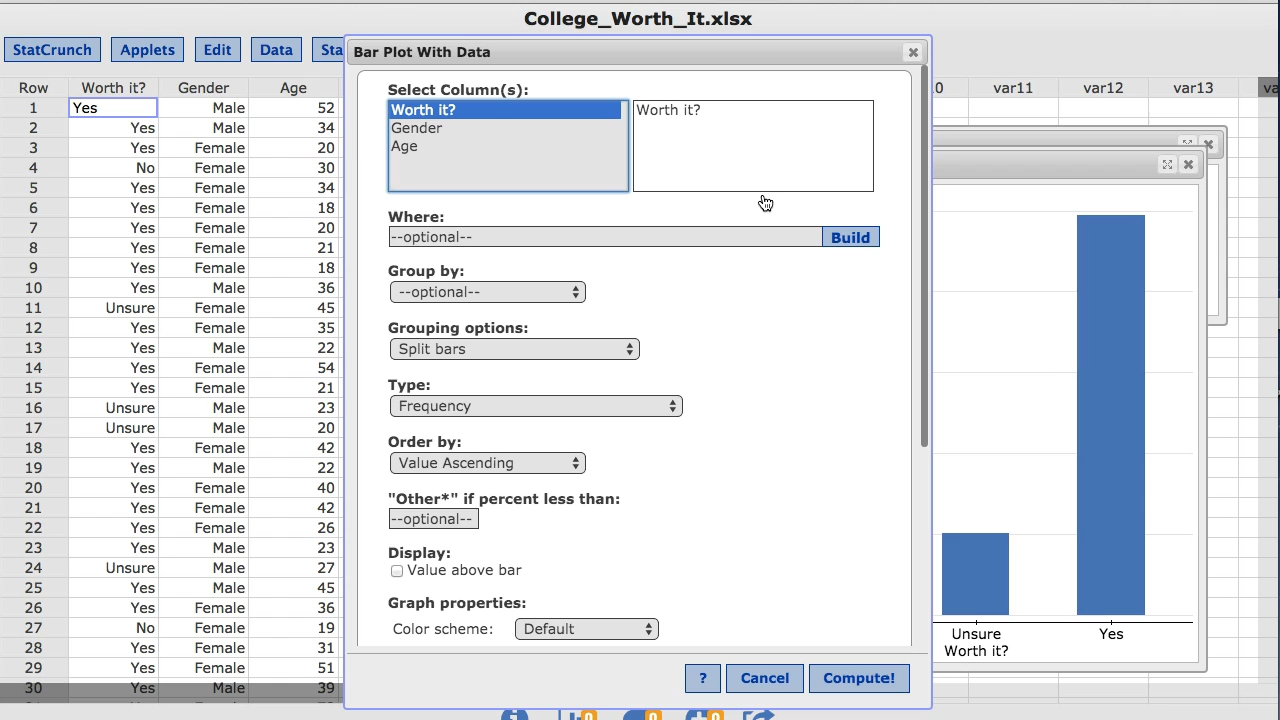 College_Worth_It.xlsx
StatCrunch Applets Edit Data Sta
Bar Plot With Data
Row Worth it? Gender Age
0 var11 var12 var13 va
1 Yes Male 52
2 Yes Male 34
3 Yes Female 20
4 No Female 30
5 Yes Female 34
6 Yes Female 18
7 Yes Female 20
8 Yes Female 21
9 Yes Female 18
10 Yes Male 36
11 Unsure Female 45
12 Yes Female 35
13 Yes Male 22
14 Yes Female 54
15 Yes Female 21
16 Unsure Male 23
17 Unsure Male 20
18 Yes Female 42
19 Yes Male 22
20 Yes Female 40
21 Yes Female 42
22 Yes Female 26
23 Yes Male 23
24 Unsure Male 27
25 Yes Male 45
26 Yes Female 36
27 No Female 19
28 Yes Female 31
29 Yes Female 51
30 Yes Male 39
Select Column(s):
Worth it?
Gender
Age
Worth it?
Where:
--optional--
Build
Group by:
--optional--
Grouping options:
Split bars
Type:
Frequency
Order by:
Value Ascending
"Other*" if percent less than:
--optional--
Display:
Value above bar
Graph properties:
Color scheme: Default
? Cancel Compute!
Unsure Yes
Worth it?
0 0 0